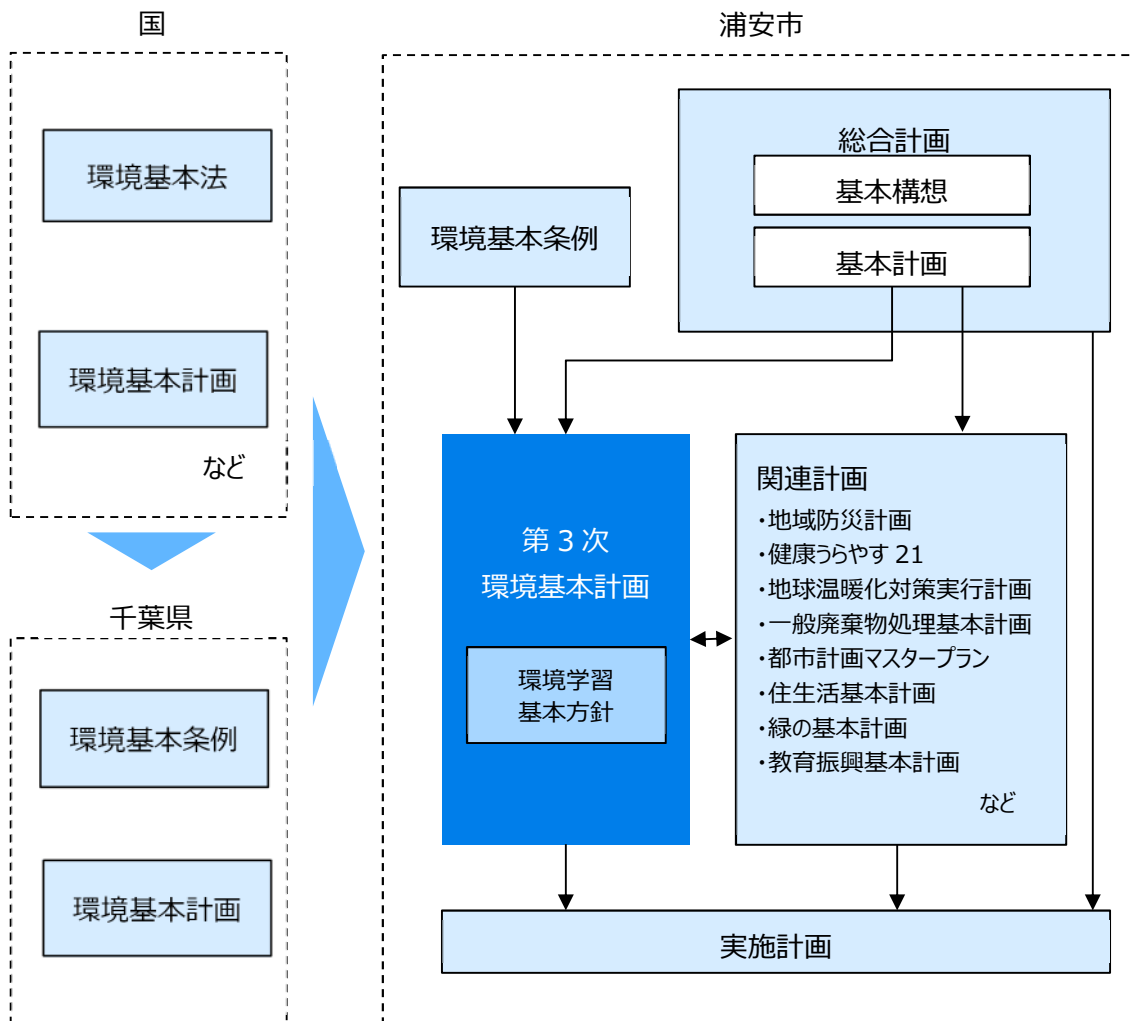 国
環境基本法
環境基本計画
など
千葉県
環境基本条例
環境基本計画
浦安市
総合計画
基本構想
基本計画
環境基本条例
第3次
環境基本計画
環境学習
基本方針
関連計画
・地域防災計画
・健康うらやす21
・地球温暖化対策実行計画
・一般廃棄物処理基本計画
・都市計画マスタープラン
・住生活基本計画
・緑の基本計画
・教育振興基本計画
など
実施計画